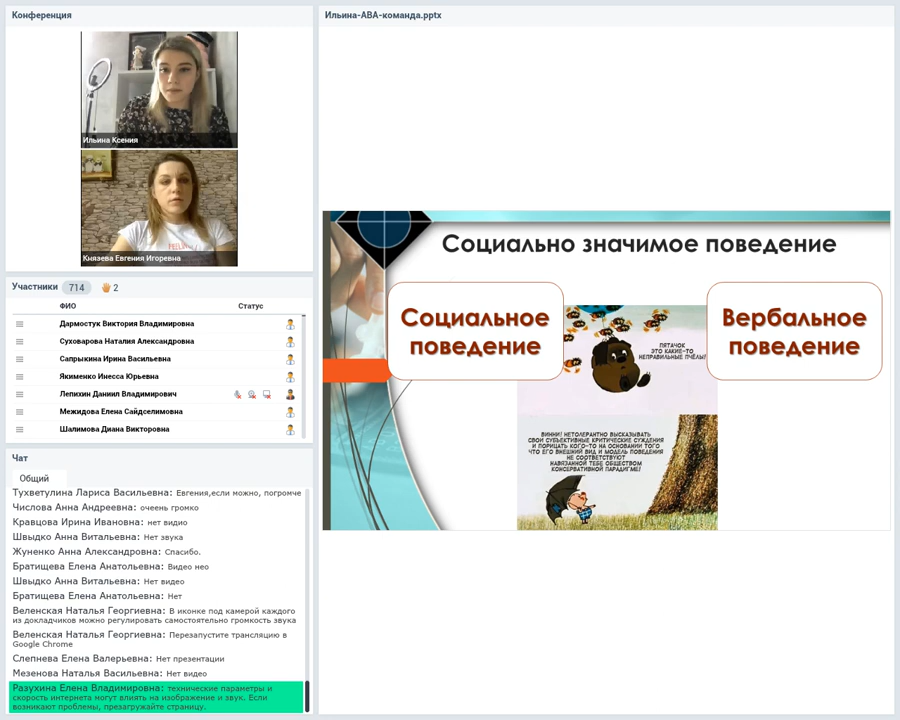 Конференция
Ильина Ксения
FEELIN
Князева Евгения Игоревна
Участники 714 2
ФИО Статус
Дармостук Виктория Владимировна
Суховарова Наталия Александровна
Сапрыкина Ирина Васильевна
Якименко Инесса Юрьевна
Лепихин Даниил Владимирович
Межидова Елена Сайдселимовна
Шалимова Диана Викторовна
Чат
Общий
Тухветулина Лариса Васильевна: Евгения,если можно, погромче
Числова Анна Андреевна: очеень громко
Кравцова Ирина Ивановна: нет видио
Швыдко Анна Витальевна: Нет звука
Жуненко Анна Александровна: Спасибо.
Братищева Елена Анатольевна: Видео нео
Швыдко Анна Витальевна: Нет видео
Братищева Елена Анатольевна: Нет
Веленская Наталья Георгиевна: В иконке под камерой каждого
из докладчиков можно регулировать самостоятельно громкость звука
Веленская Наталья Георгиевна: Перезапустите трансляцию в
Google Chrome
Слепнева Елена Валерьевна: Нет презентации
Мезенова Наталья Васильевна: Нет видео
Разухина Елена Владимировна: технические параметры и
скорость интернета могут влиять на изображение и звук. Если
возникают проблемы, презагружайте страницу.
Ильина-АВА-команда.pptx
Социально значимое поведение
Социальное
поведение
Вербальное
поведение
ПЯТАЧОК
ЭТО КАКИЕ-ТО
НЕПРАВИЛЬНЫЕ ПЧЁЛЫ!
ВИННИ! НЕТОЛЕРАНТНО ВЫСКАЗЫВАТЬ
СВОИ СУБЪЕКТИВНЫЕ КРИТИЧЕСКИЕ СУЖДЕНИЯ
И ПОРИЦАТЬ КОГО-ТО НА ОСНОВАНИИ ТОГО
ЧТО ЕГО ВНЕШНИЙ ВИД И МОДЕЛЬ ПОВЕДЕНИЯ
НЕ СООТВЕТСТВУЮТ
НАВЯЗАННОЙ ТЕБЕ ОБЩЕСТВОМ
КОНСЕРВАТИВНОЙ ПАРАДИГМЕ!